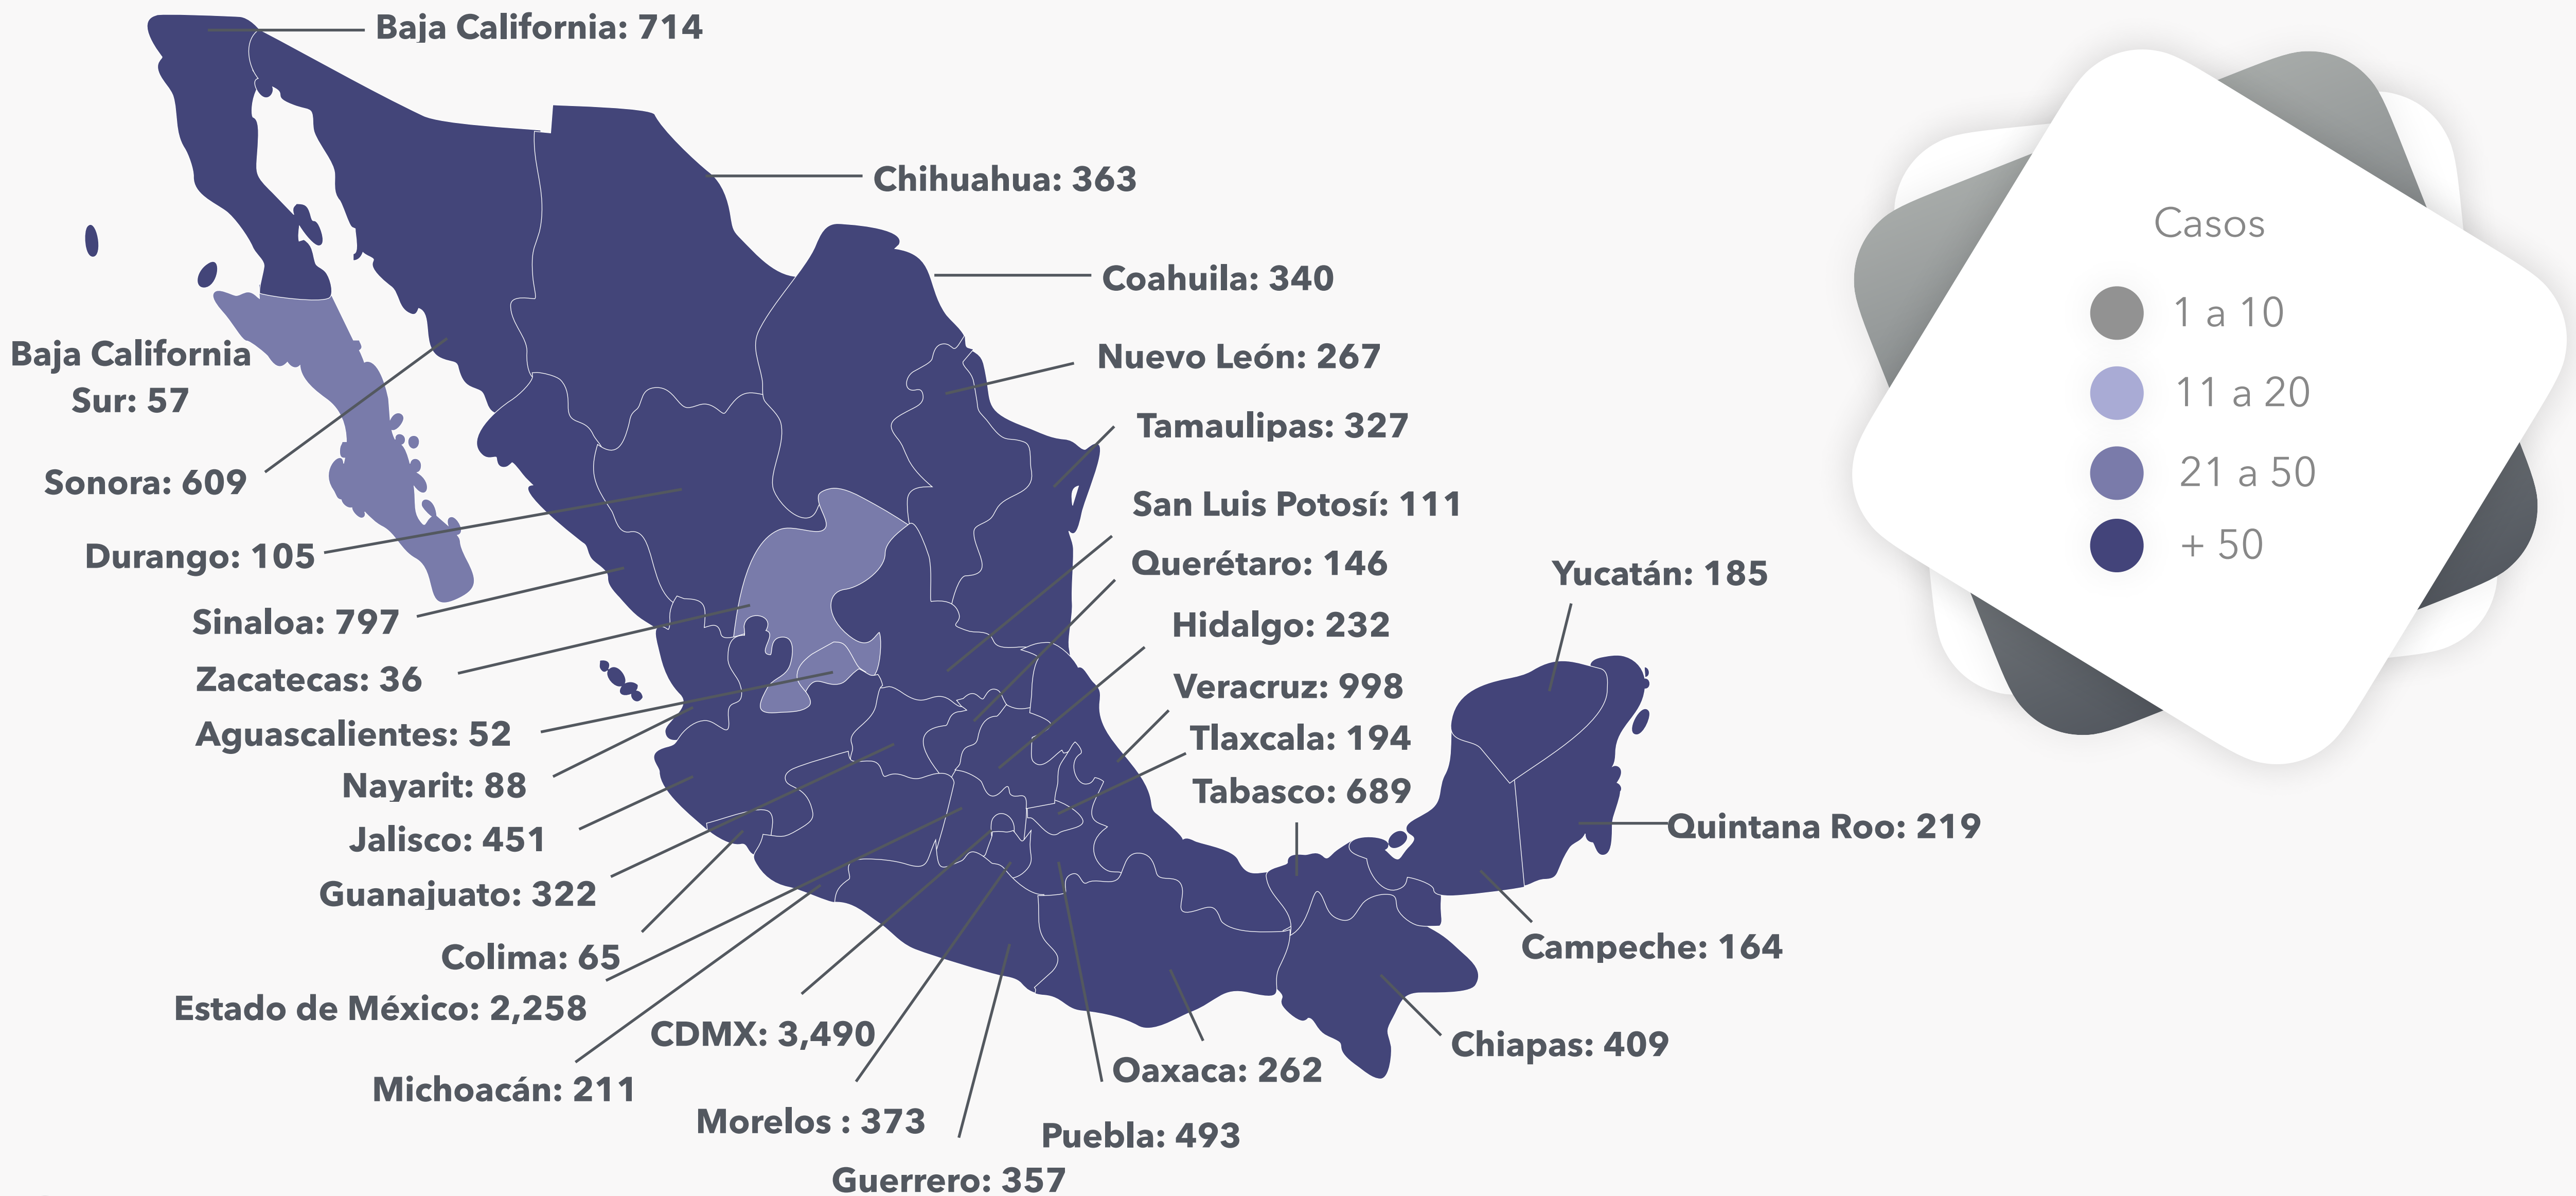 Baja California: 714
Chihuahua: 363
Coahuila: 340
Nuevo León: 267
Tamaulipas: 327
San Luis Potosí: 111
Querétaro: 146
Hidalgo: 232
Veracruz: 998
Tlaxcala: 194
Tabasco: 689
Yucatán: 185
Quintana Roo: 219
Campeche: 164
Chiapas: 409
Oaxaca: 262
Puebla: 493
Guerrero: 357
Morelos : 373
CDMX: 3,490
Michoacán: 211
Estado de México: 2,258
Colima: 65
Guanajuato: 322
Jalisco: 451
Nayarit: 88
Aguascalientes: 52
Zacatecas: 36
Sinaloa: 797
Durango: 105
Sonora: 609
Baja California
Sur: 57
Casos
1 a 10
11 a 20
21 a 50
+ 50